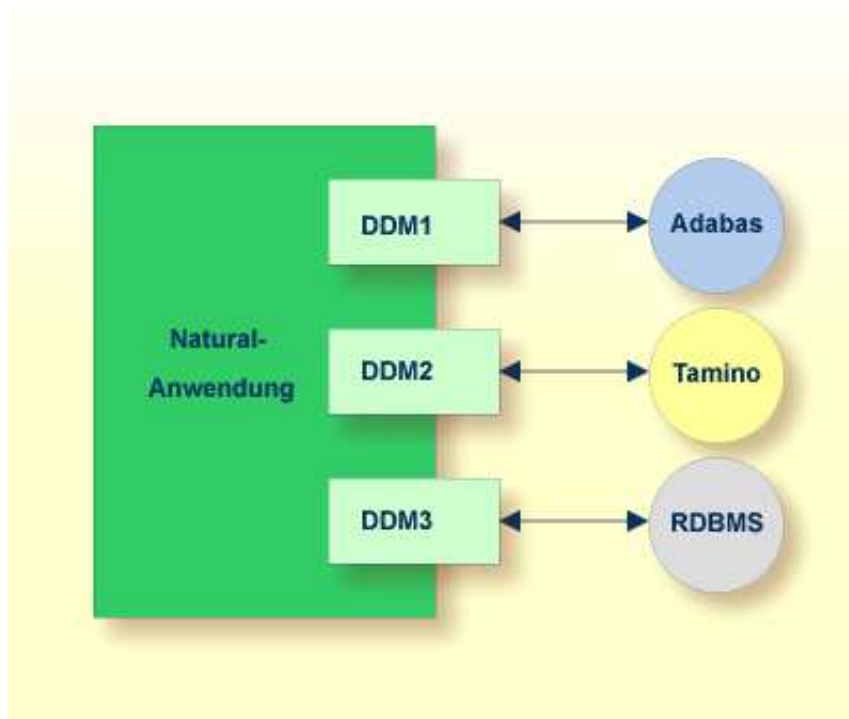 DDM1
Adabas
Natural-
Anwendung
DDM2
Tamino
DDM3
RDBMS